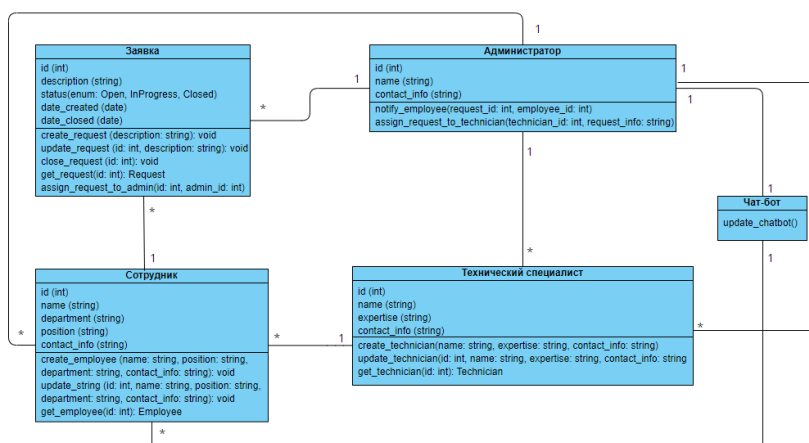 1
Заявка
id (int)
description (string)
status(enum: Open, InProgress, Closed)
date_created (date)
date_closed (date)
create_request (description: string): void
update_request (id: int, description: string): void
close_request (id: int): void
get_request(id: int): Request
assign_request_to_admin(id: int, admin_id: int)
*
1
Администратор
id (int)
name (string)
contact_info (string)
notify_employee(request_id: int, employee_id: int)
assign_request_to_technician(technician_id: int, request_info: string)
1
1
1
*
1
Чат-бот
update_chatbot()
1
*
1
*
Сотрудник
id (int)
name (string)
department (string)
position (string)
contact_info (string)
create_employee (name: string, position: string,
department: string, contact_info: string): void
update_string (id: int, name: string, position: string,
department: string, contact_info: string): void
get_employee(id: int): Employee
*
*
1
Технический специалист
id (int)
name (string)
expertise (string)
contact_info (string)
create_technician(name: string, expertise: string, contact_info: string)
update_technician(id: int, name: string, expertise: string, contact_info: string
get_technician(id: int): Technician
*
*